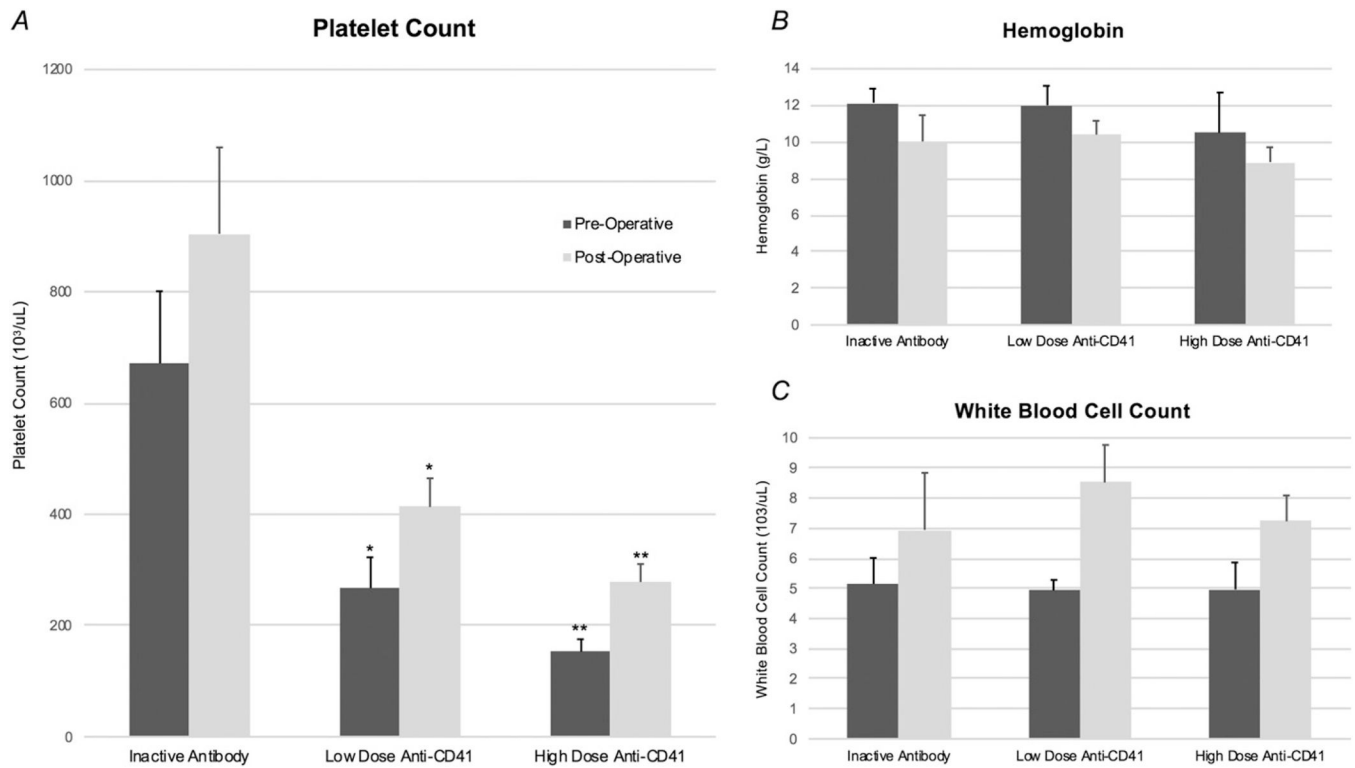 A
Platelet Count
1200
1000
800
600
400
200
0
Platelet Count (10³/uL)
Pre-Operative
Post-Operative
*
*
**
**
Inactive Antibody
Low Dose Anti-CD41
High Dose Anti-CD41
B
Hemoglobin
14
12
10
8
6
4
2
0
Hemoglobin (g/L)
Inactive Antibody
Low Dose Anti-CD41
High Dose Anti-CD41
C
White Blood Cell Count
10
9
8
7
6
5
4
3
2
1
0
White Blood Cell Count (103/uL)
Inactive Antibody
Low Dose Anti-CD41
High Dose Anti-CD41